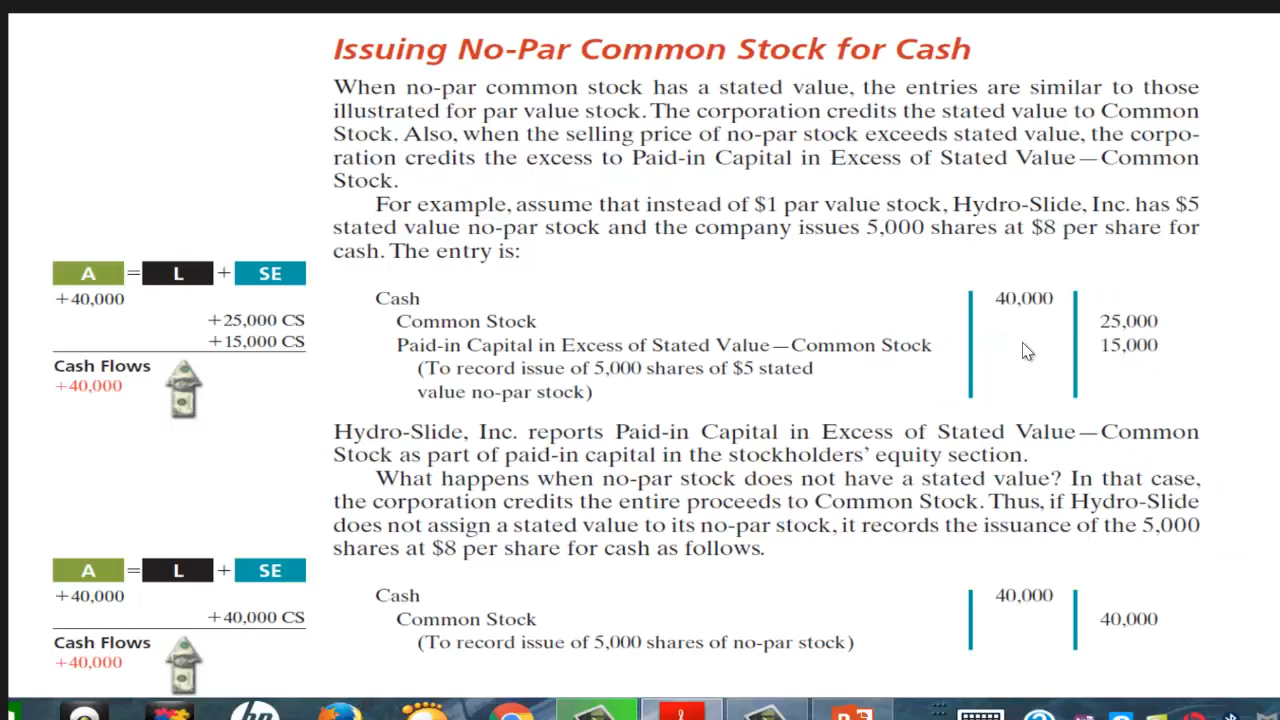 Issuing No-Par Common Stock for Cash
When no-par common stock has a stated value, the entries are similar to those
illustrated for par value stock. The corporation credits the stated value to Common
Stock. Also, when the selling price of no-par stock exceeds stated value, the corpo-
ration credits the excess to Paid-in Capital in Excess of Stated Value—Common
Stock.
For example, assume that instead of $1 par value stock, Hydro-Slide, Inc. has $5
stated value no-par stock and the company issues 5,000 shares at $8 per share for
cash. The entry is:
A = L + SE
+40,000
+25,000 CS
+15,000 CS
Cash Flows
+40,000
Cash 40,000
Common Stock 25,000
Paid-in Capital in Excess of Stated Value—Common Stock 15,000
(To record issue of 5,000 shares of $5 stated
value no-par stock)
Hydro-Slide, Inc. reports Paid-in Capital in Excess of Stated Value—Common
Stock as part of paid-in capital in the stockholders' equity section.
What happens when no-par stock does not have a stated value? In that case,
the corporation credits the entire proceeds to Common Stock. Thus, if Hydro-Slide
does not assign a stated value to its no-par stock, it records the issuance of the 5,000
shares at $8 per share for cash as follows.
A = L + SE
+40,000
+40,000 CS
Cash Flows
+40,000
Cash 40,000
Common Stock 40,000
(To record issue of 5,000 shares of no-par stock)
hp